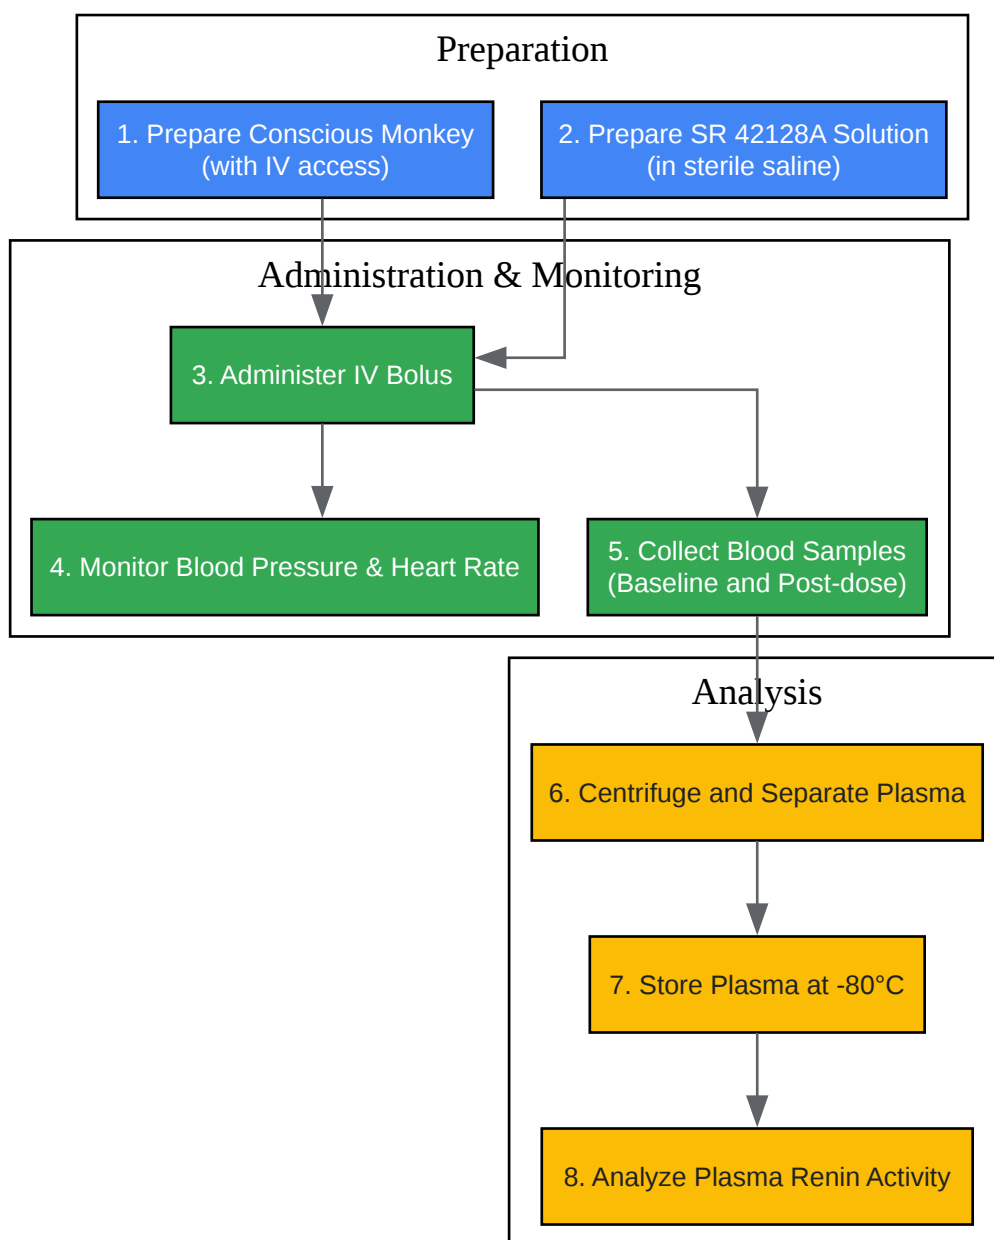 Preparation
1. Prepare Conscious Monkey
(with IV access)
2. Prepare SR 42128A Solution
(in sterile saline)
Administration & Monitoring
3. Administer IV Bolus
4. Monitor Blood Pressure & Heart Rate
5. Collect Blood Samples
(Baseline and Post-dose)
Analysis
6. Centrifuge and Separate Plasma
7. Store Plasma at -80°C
8. Analyze Plasma Renin Activity